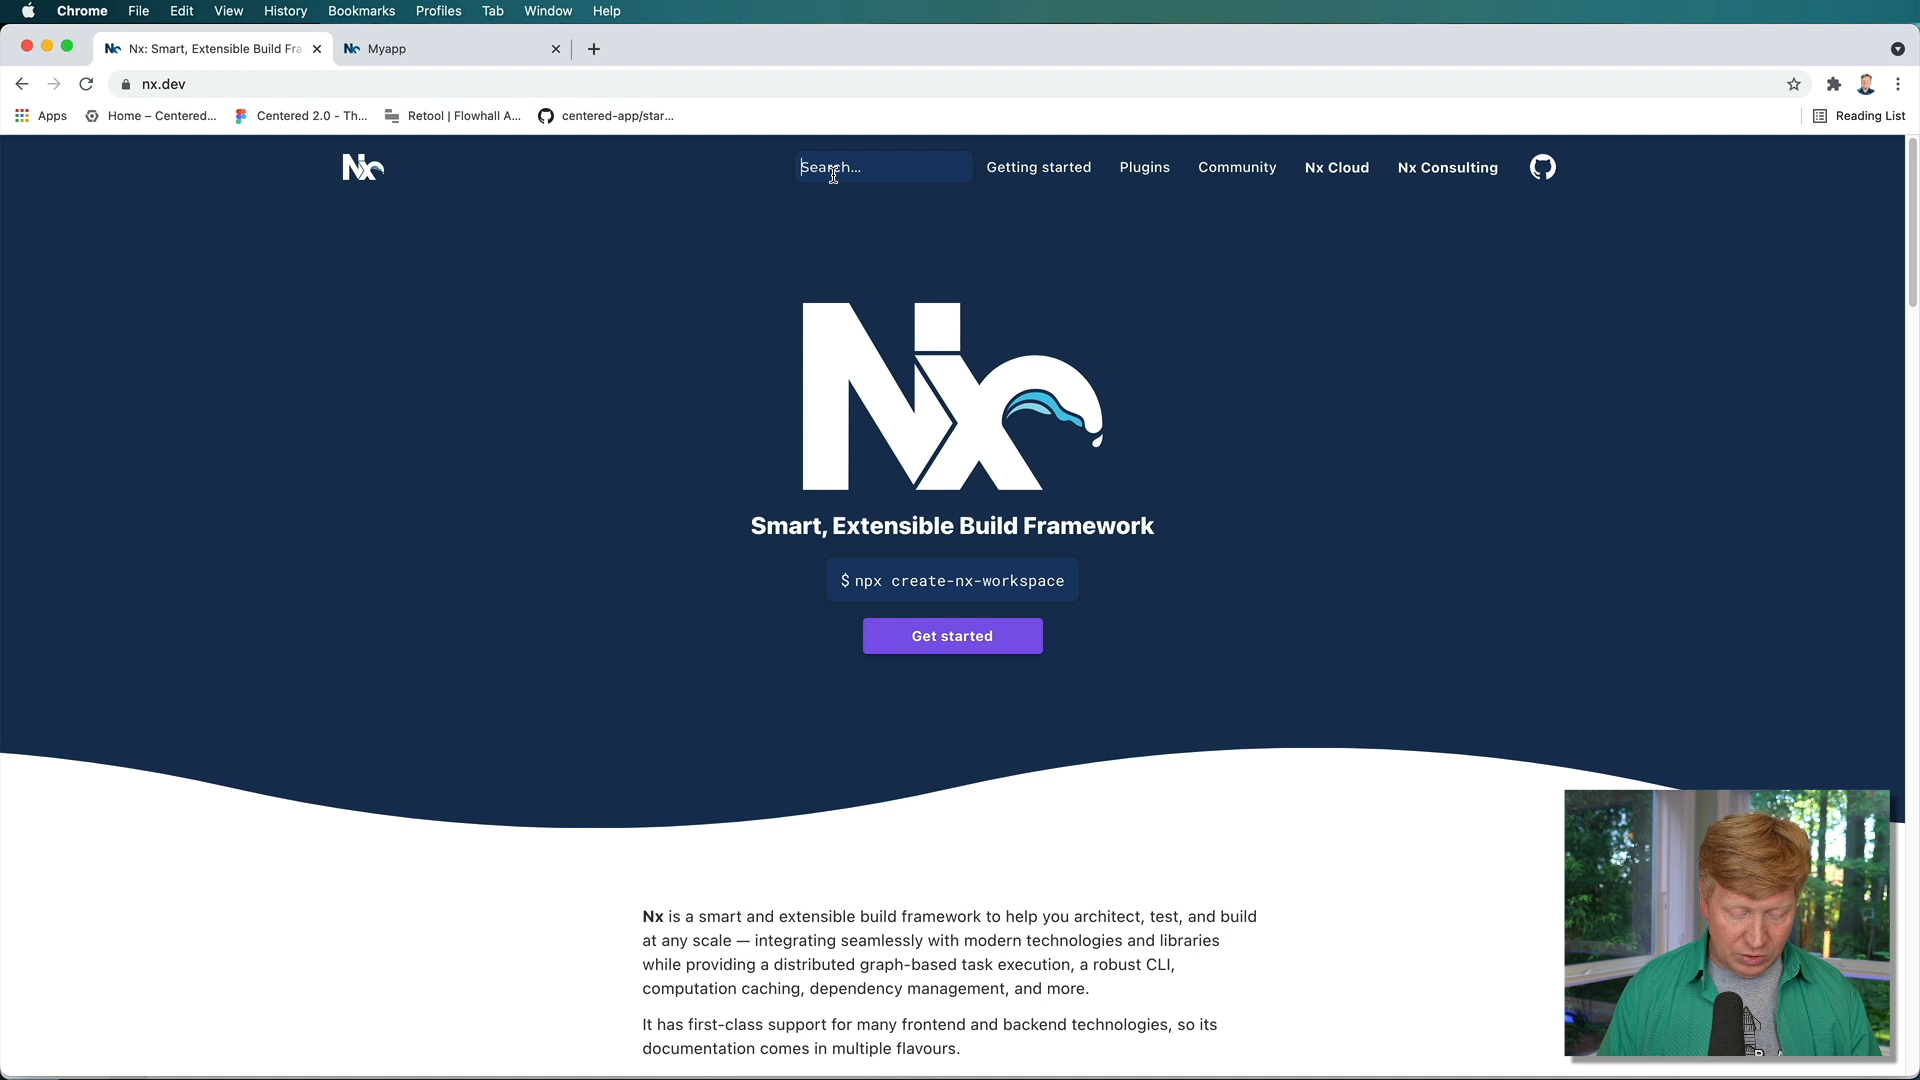 Chrome File Edit View History Bookmarks Profiles Tab Window Help
Nx: Smart, Extensible Build Fra
Myapp
nx.dev
Apps Home – Centered... Centered 2.0 - Th... Retool | Flowhall A... centered-app/star... Reading List
Nx Search... Getting started Plugins Community Nx Cloud Nx Consulting
Nx
Smart, Extensible Build Framework
$ npx create-nx-workspace
Get started
Nx is a smart and extensible build framework to help you architect, test, and build
at any scale — integrating seamlessly with modern technologies and libraries
while providing a distributed graph-based task execution, a robust CLI,
computation caching, dependency management, and more.
It has first-class support for many frontend and backend technologies, so its
documentation comes in multiple flavours.